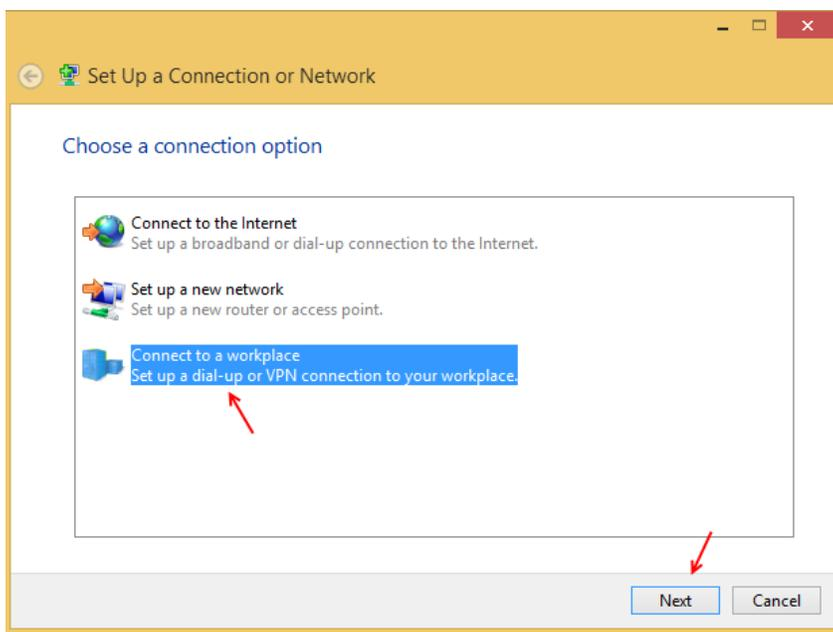 Set Up a Connection or Network
Choose a connection option
Connect to the Internet
Set up a broadband or dial-up connection to the Internet.
Set up a new network
Set up a new router or access point.
Connect to a workplace
Set up a dial-up or VPN connection to your workplace.
Next Cancel